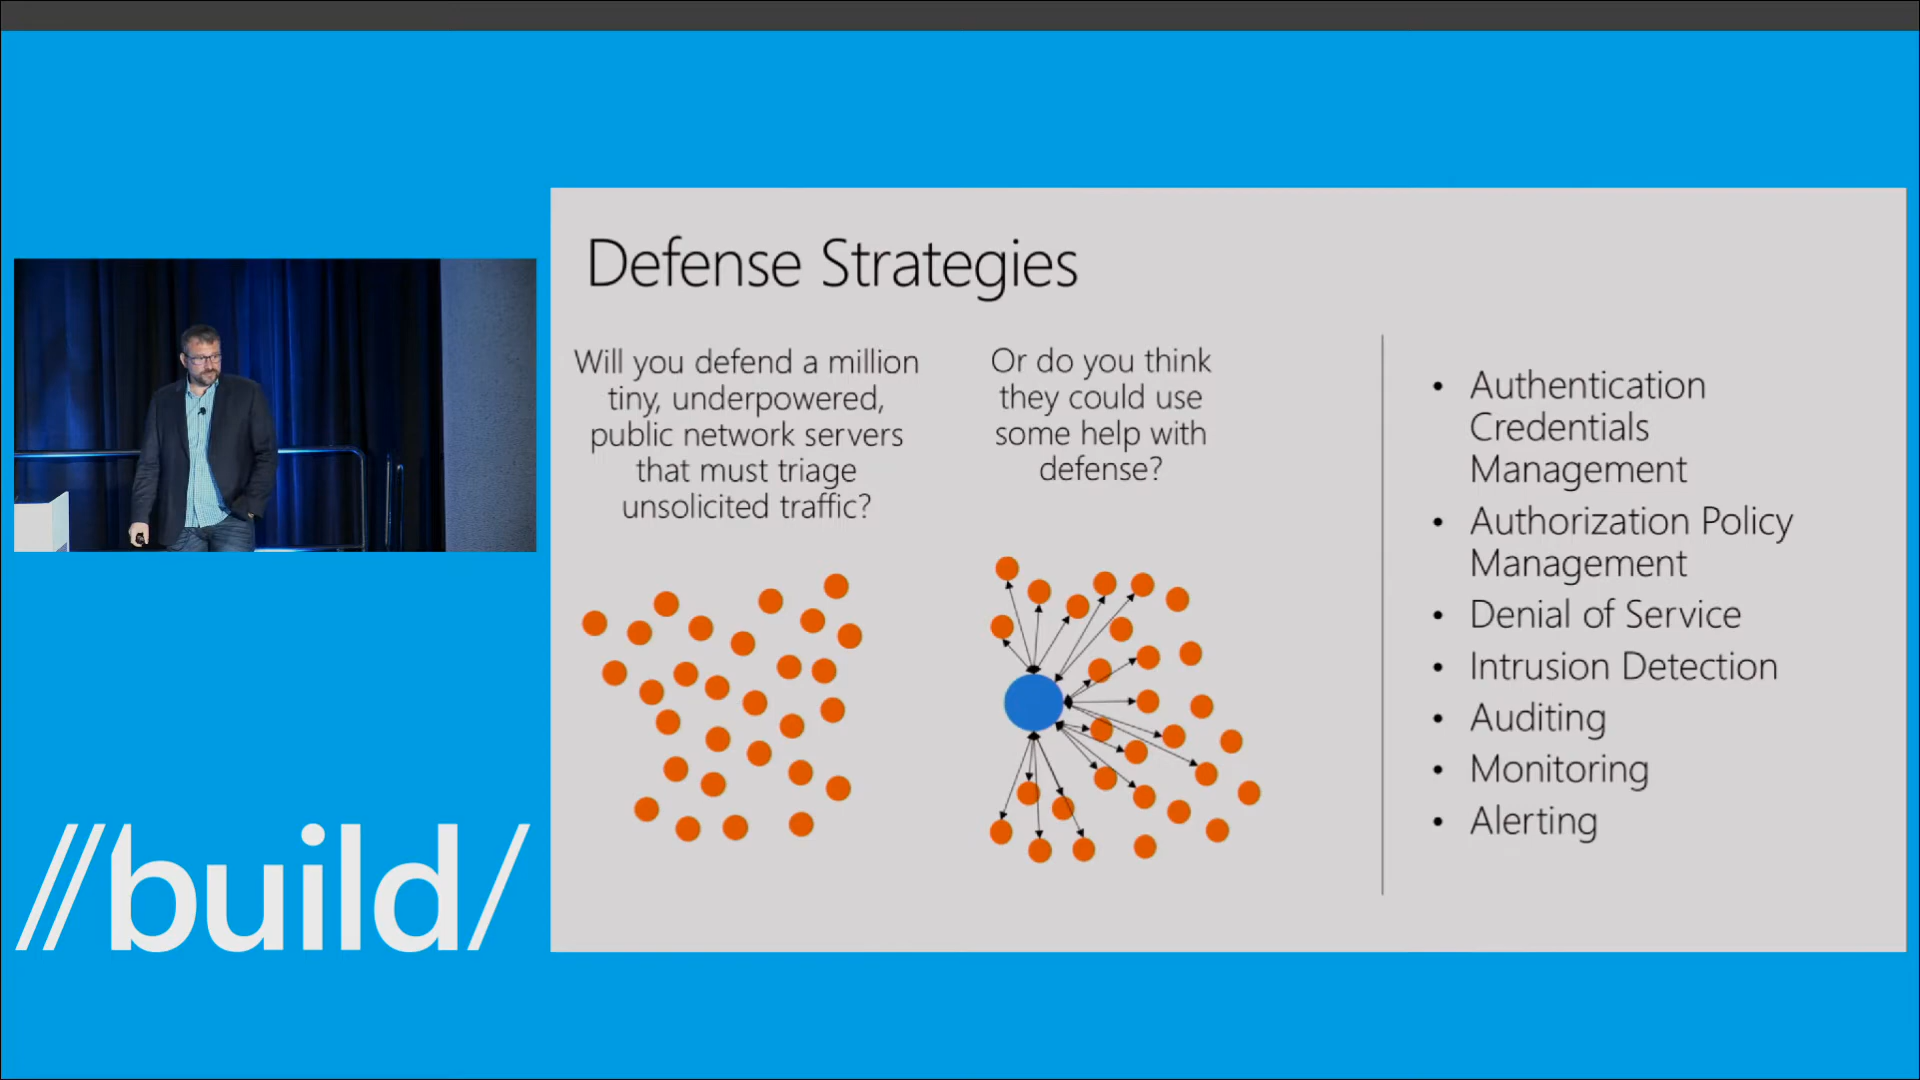 Defense Strategies
Will you defend a million
tiny, underpowered,
public network servers
that must triage
unsolicited traffic?
Or do you think
they could use
some help with
defense?
• Authentication
Credentials
Management
• Authorization Policy
Management
• Denial of Service
• Intrusion Detection
• Auditing
• Monitoring
• Alerting
//build/